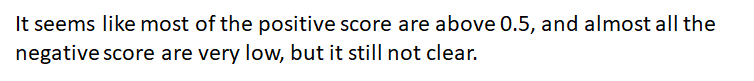 It seems like most of the positive score are above 0.5, and almost all the
negative score are very low, but it still not clear.